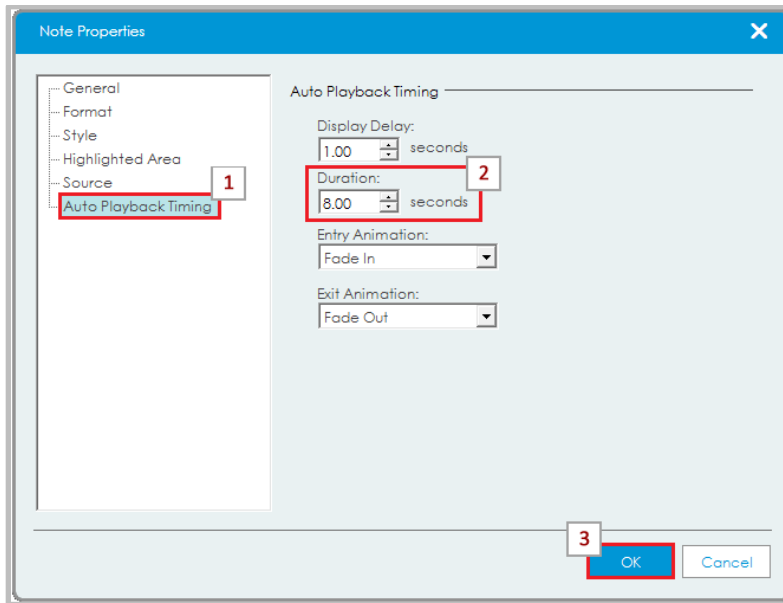 Note Properties
General
Format
Style
Highlighted Area
Source
1
Auto Playback Timing
Auto Playback Timing
Display Delay:
1.00 seconds
2
Duration:
8.00 seconds
Entry Animation:
Fade In
Exit Animation:
Fade Out
3
OK Cancel